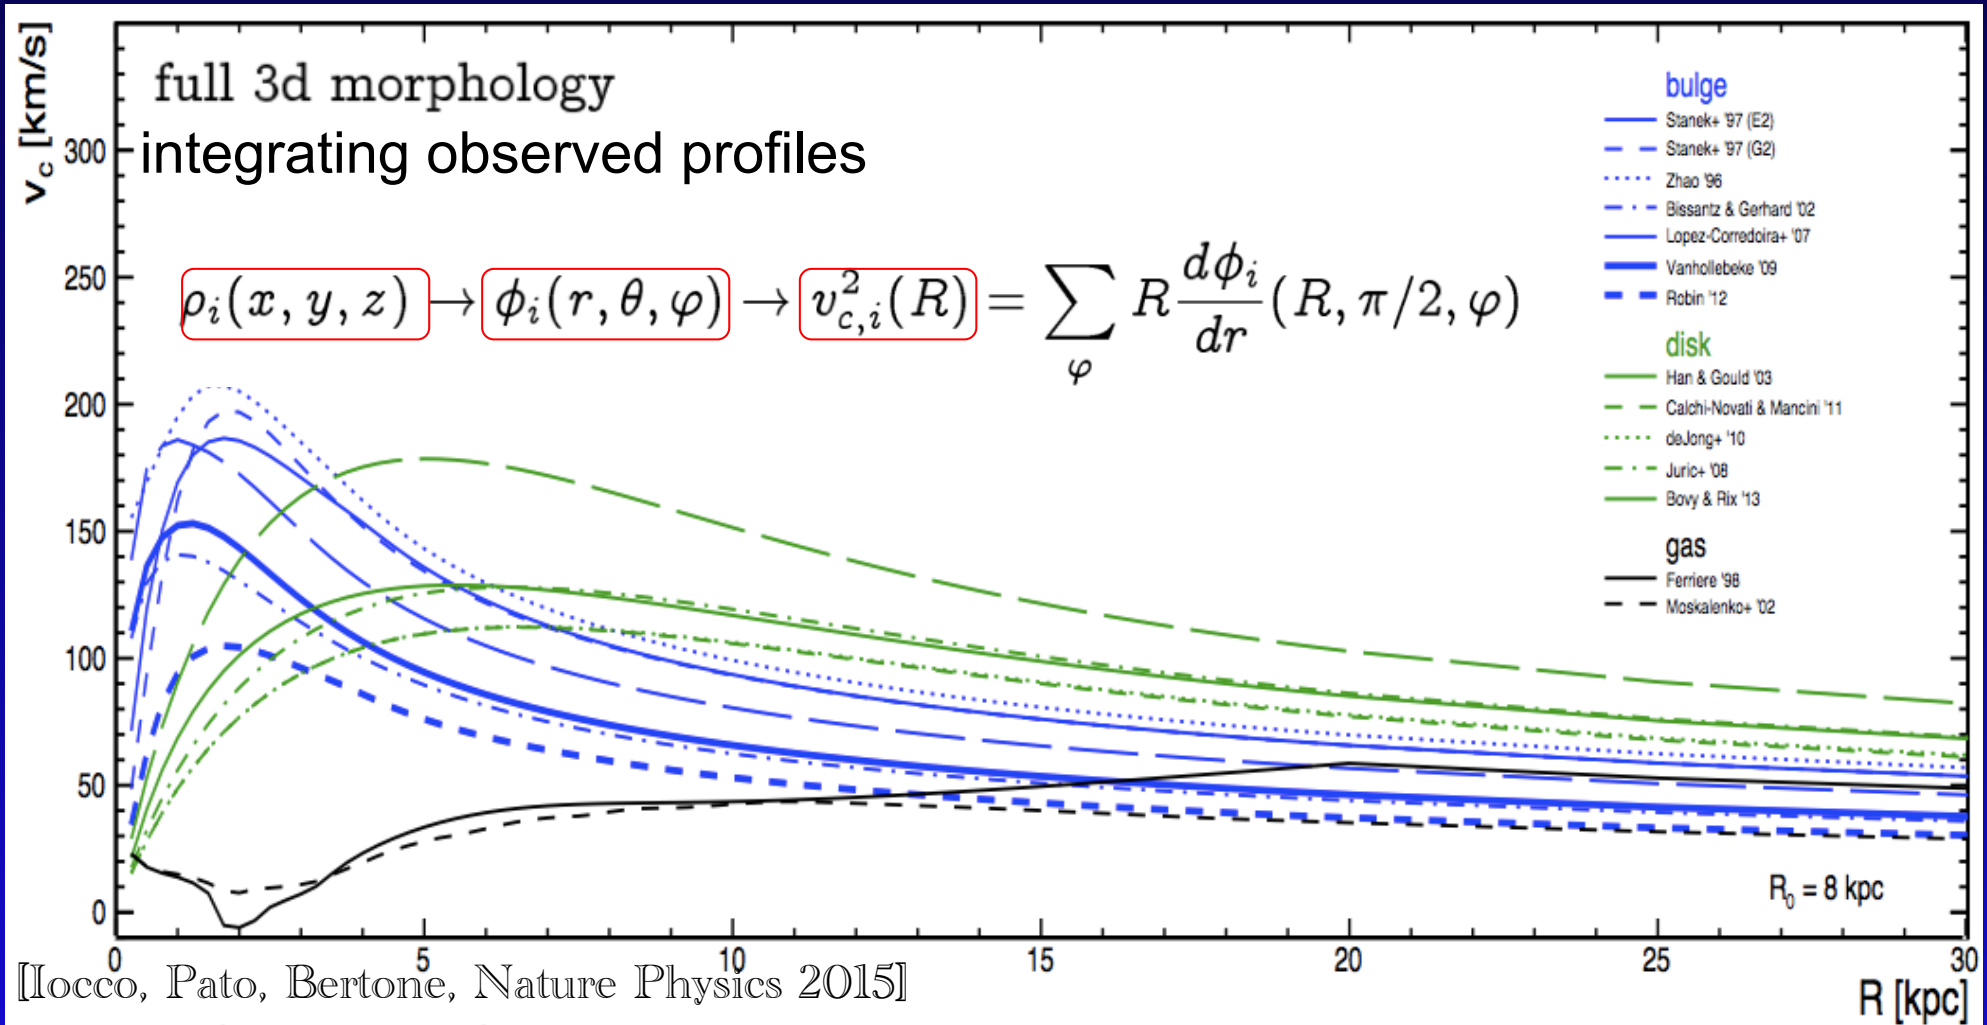 v_c [km/s]
full 3d morphology
integrating observed profiles
ρ_i(x, y, z) → ϕ_i(r, θ, φ) → v²_{c,i}(R) = ∑_φ R dϕ_i/dr (R, π/2, φ)
300
250
200
150
100
50
0
bulge
Stanek+ '97 (E2)
Stanek+ '97 (G2)
Zhao '96
Bissantz & Gerhard '02
Lopez-Corredoira+ '07
Vanhollebeke '09
Robin '12
disk
Han & Gould '03
Calchi-Novati & Mancini '11
deJong+ '10
Juric+ '08
Bovy & Rix '13
gas
Ferriere '98
Moskalenko+ '02
R_0 = 8 kpc
0 5 10 15 20 25 30
[Iocco, Pato, Bertone, Nature Physics 2015]
R [kpc]